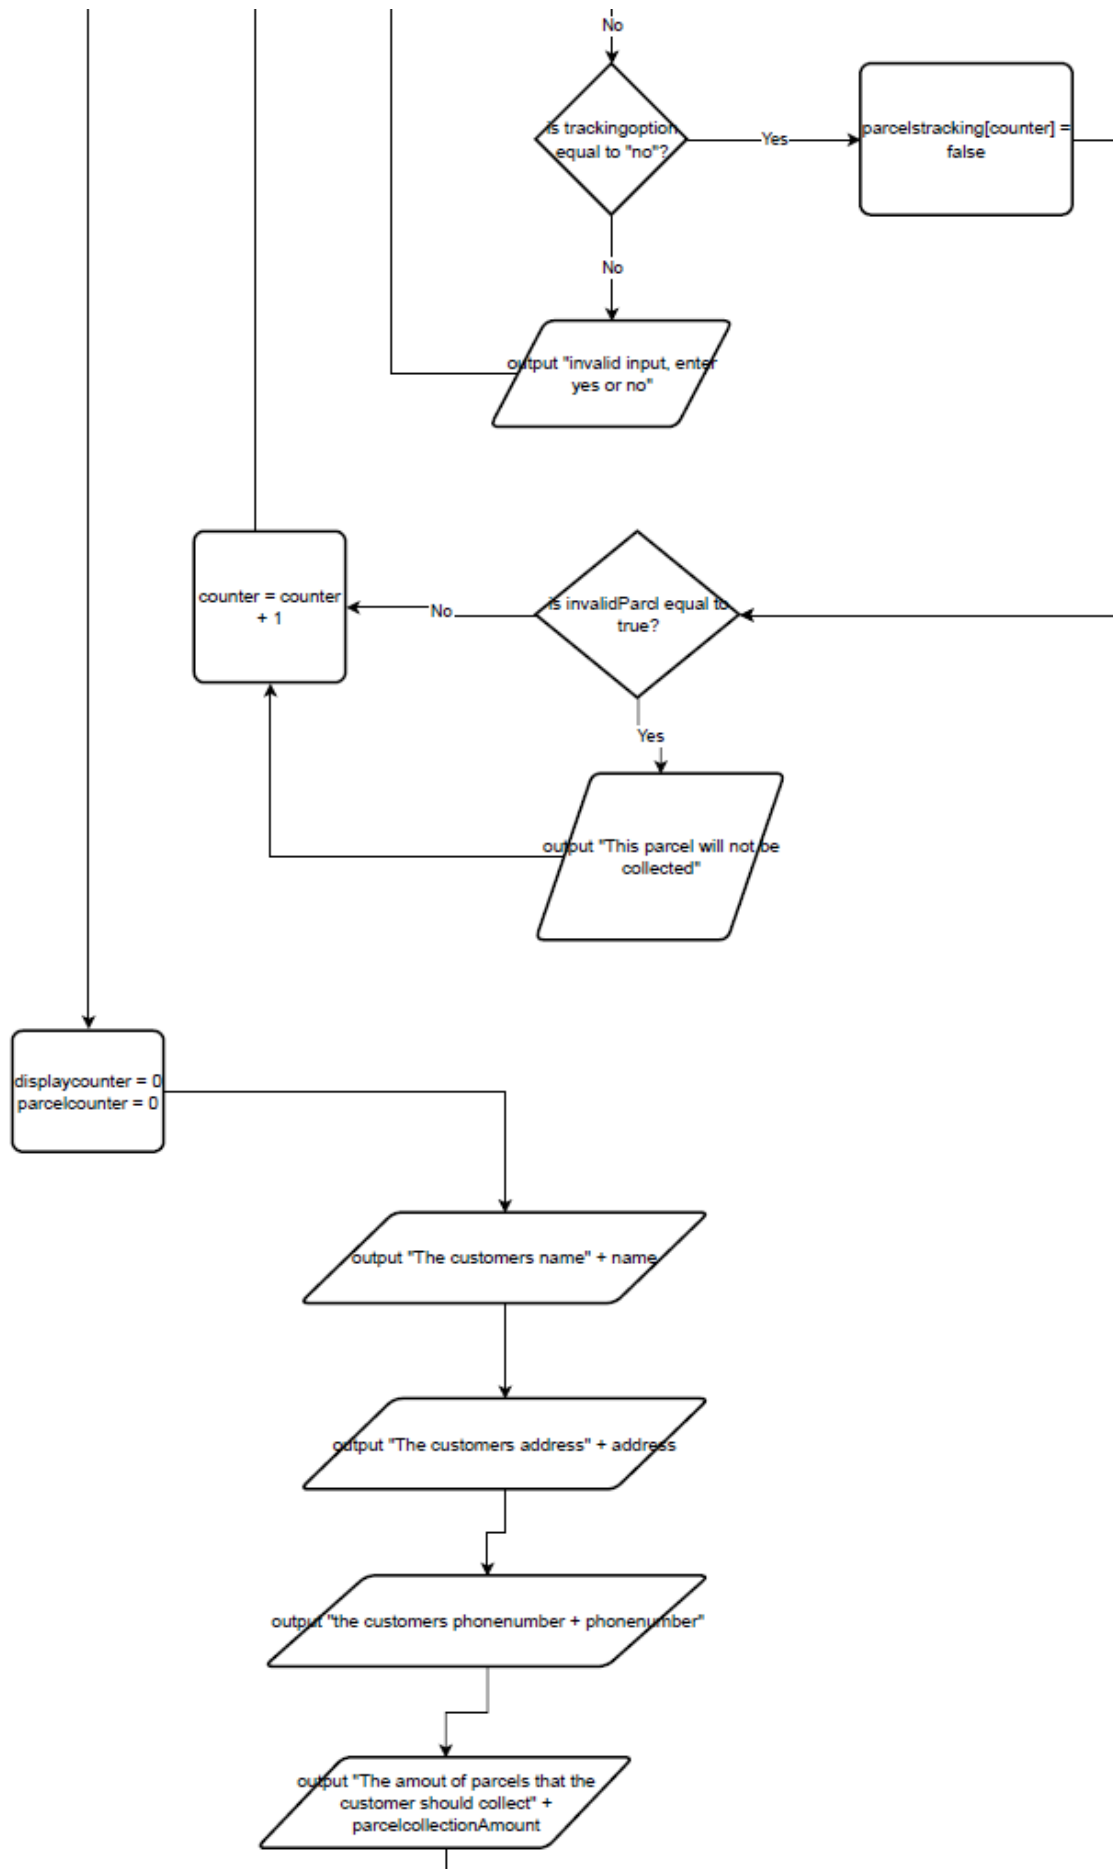 No
is trackingoption
equal to "no"?
Yes
parcelstracking[counter] =
false
No
output "invalid input, enter
yes or no"
counter = counter
+ 1
No
is invalidParcl equal to
true?
Yes
output "This parcel will not be
collected"
displaycounter = 0
parcelcounter = 0
output "The customers name" + name
output "The customers address" + address
output "the customers phonenumber + phonenumber"
output "The amout of parcels that the
customer should collect" +
parcelcollectionAmount